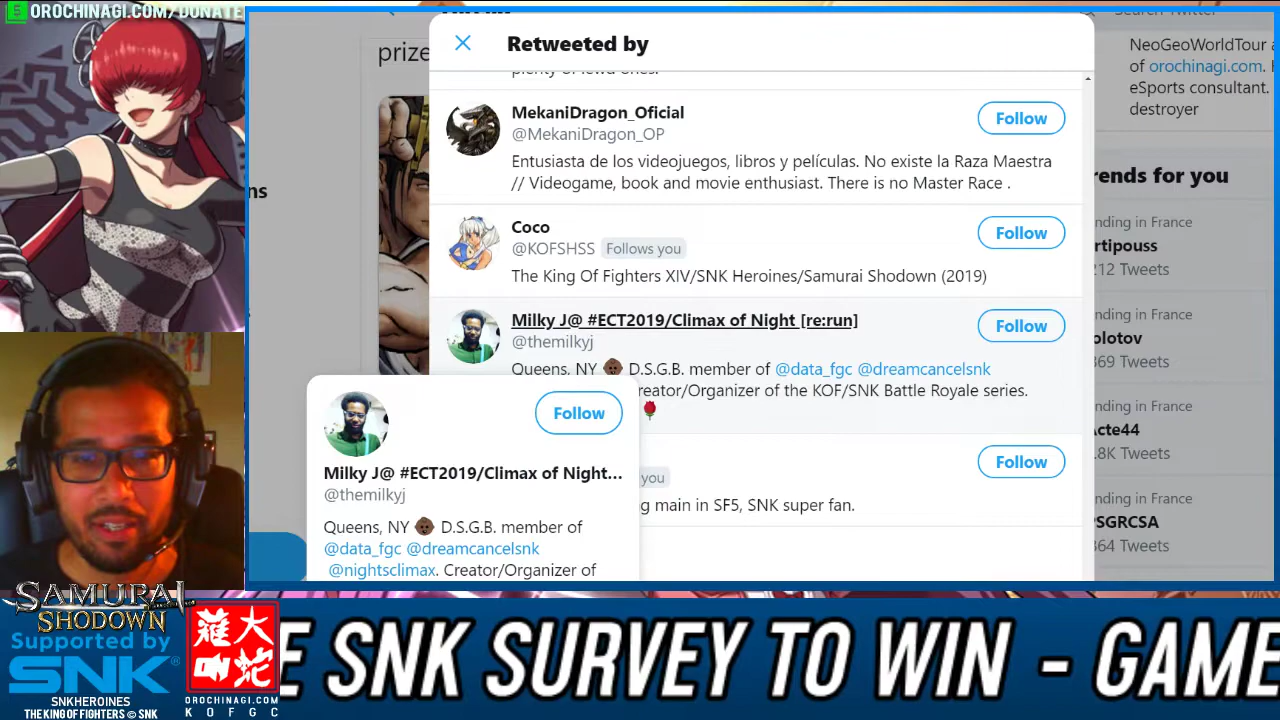 OROCHINAGI.COM/DONATE
Retweeted by
plenty of lewd ones.
MekaniDragon_Oficial
@MekaniDragon_OP
Follow
Entusiasta de los videojuegos, libros y películas. No existe la Raza Maestra
// Videogame, book and movie enthusiast. There is no Master Race .
Coco
@KOFSHSS Follows you
Follow
The King Of Fighters XIV/SNK Heroines/Samurai Shodown (2019)
Milky J@ #ECT2019/Climax of Night [re:run]
@themilkyj
Follow
Queens, NY D.S.G.B. member of @data_fgc @dreamcancelsnk
reator/Organizer of the KOF/SNK Battle Royale series.
you
Follow
g main in SF5, SNK super fan.
Follow
Milky J@ #ECT2019/Climax of Night...
@themilkyj
Queens, NY D.S.G.B. member of
@data_fgc @dreamcancelsnk
@nightsclimax. Creator/Organizer of
prize
ns
Search Twitter
NeoGeoWorldTour
of orochinagi.com.
eSports consultant.
destroyer
rends for you
nding in France
rtipouss
212 Tweets
nding in France
olotov
369 Tweets
nding in France
Acte44
.8K Tweets
nding in France
PSGRCSA
364 Tweets
SAMURAI
SHODOWN
Supported by
SNK®
SNKHEROINES
THE KING OF FIGHTERS © SNK
大蛇
薙叫
OROCHINAGI.COM
KOFGC
E SNK SURVEY TO WIN - GAME